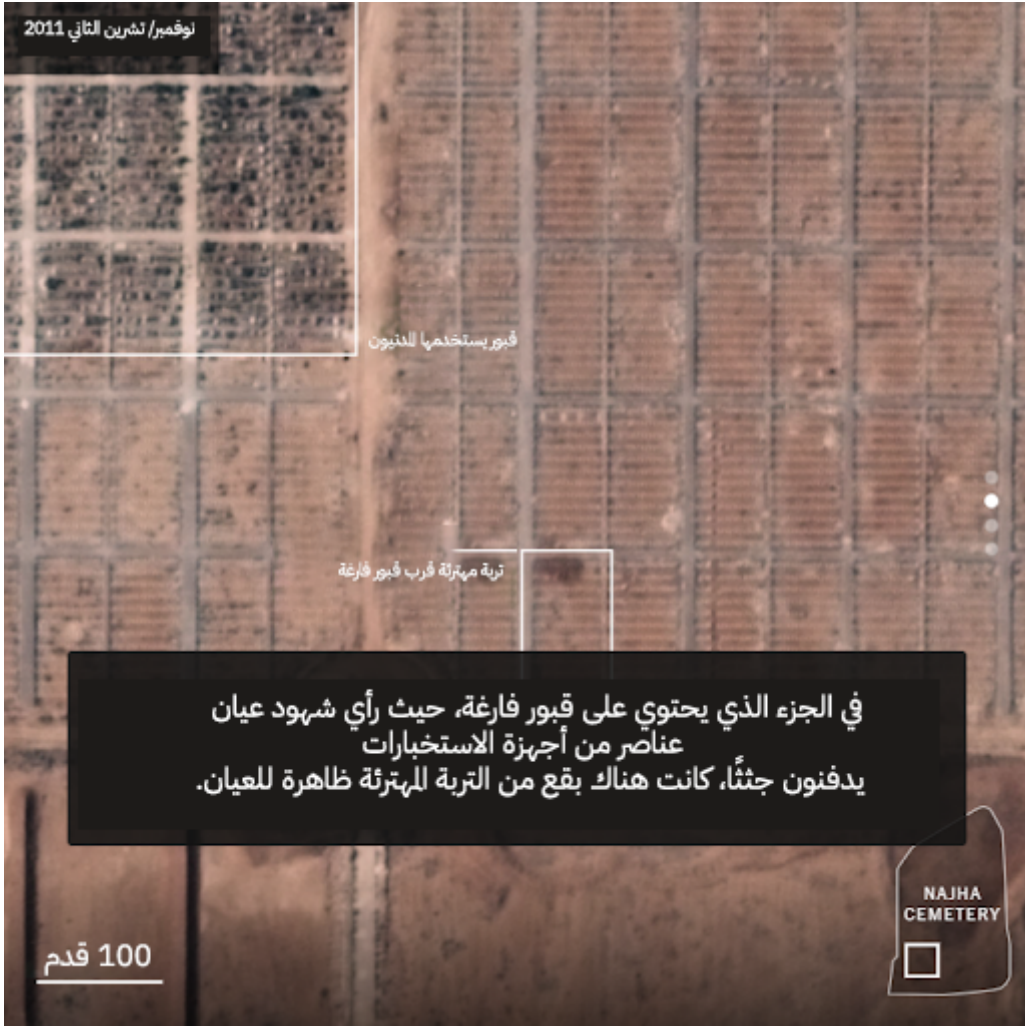 نوفمبر/ تشرين الثاني 2011
قبور يستخدمها المدنيون
تربة مهترئة قرب قبور فارغة
في الجزء الذي يحتوي على قبور فارغة، حيث رأي شهود عيان
عناصر من أجهزة الاستخبارات
يدفنون جثثًا، كانت هناك بقع من التربة المهترئة ظاهرة للعيان.
NAJHA
CEMETERY
100 قدم